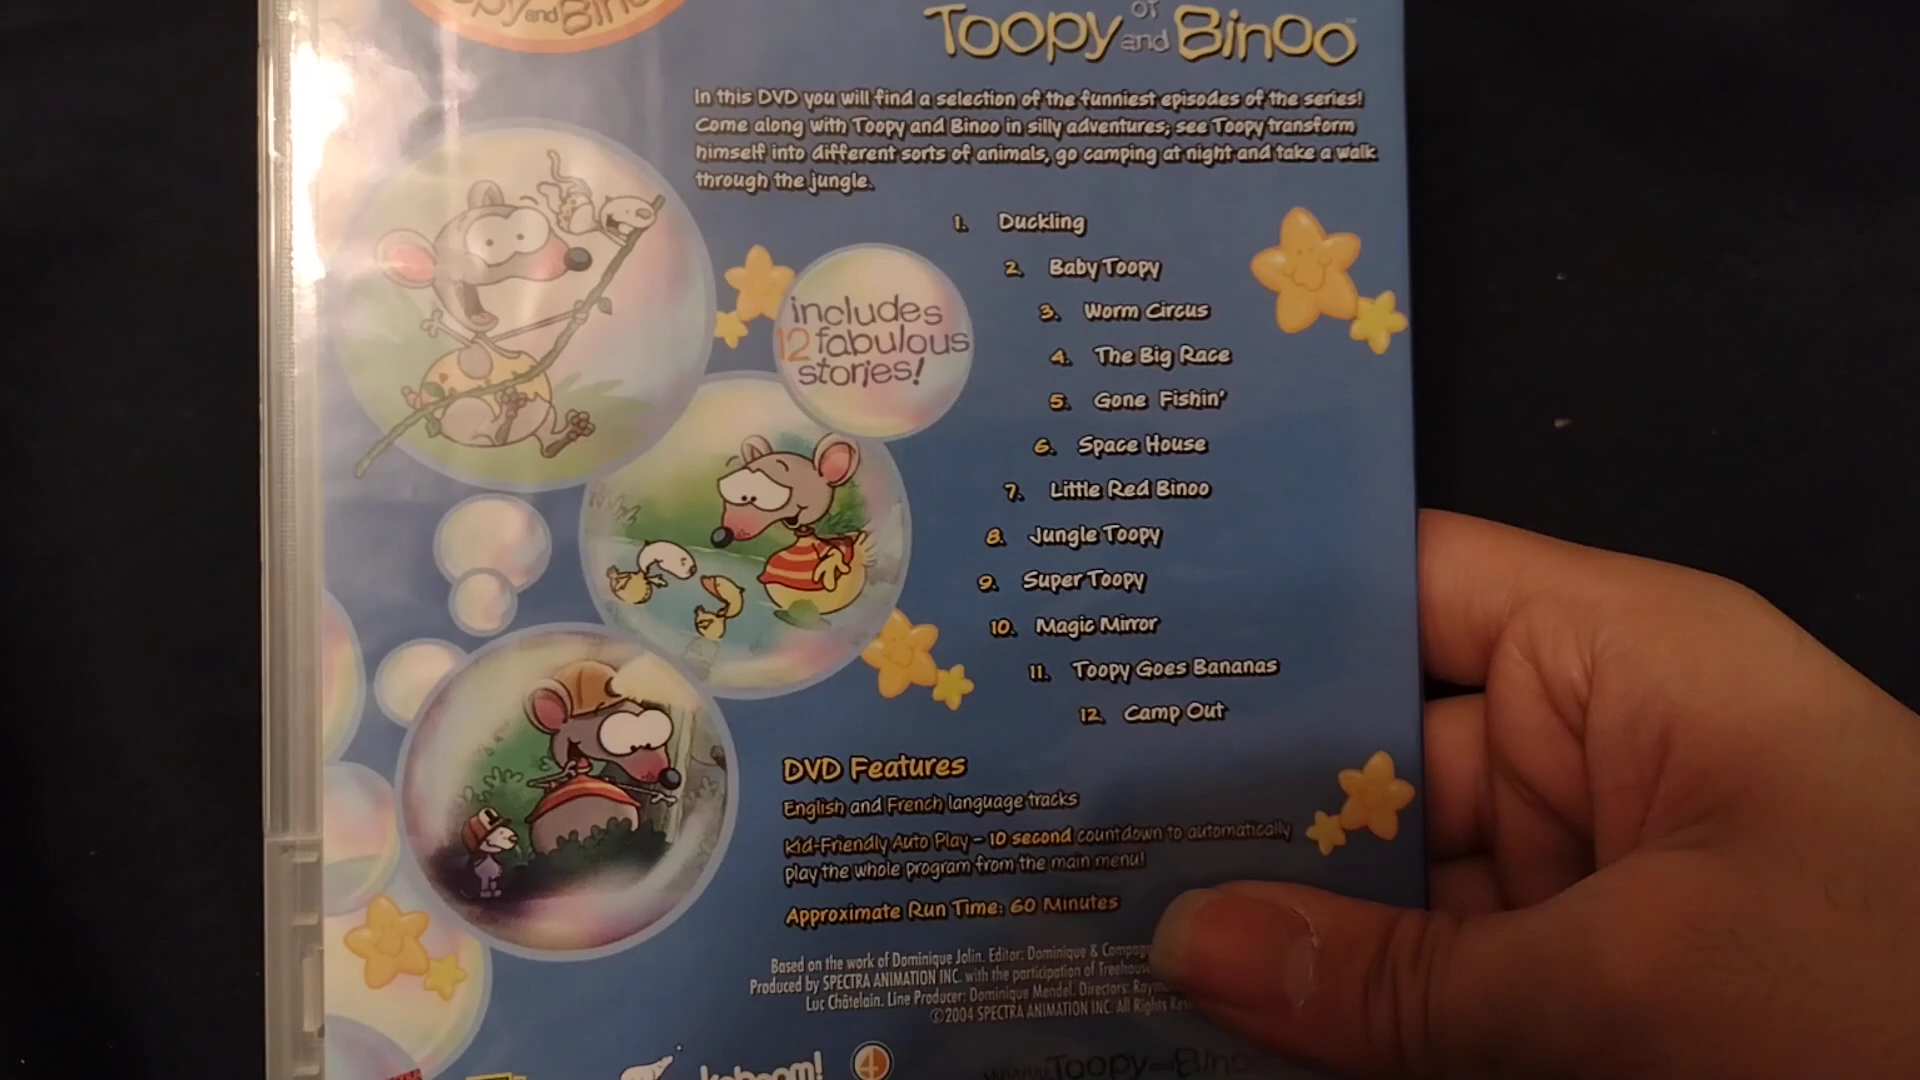 opy and Bino
of
Toopy and Binoo
In this DVD you will find a selection of the funniest episodes of the series!
Come along with Toopy and Binoo in silly adventures; see Toopy transform
himself into different sorts of animals, go camping at night and take a walk
through the jungle.
includes
12 fabulous
stories!
1. Duckling
2. Baby Toopy
3. Worm Circus
4. The Big Race
5. Gone Fishin'
6. Space House
7. Little Red Binoo
8. Jungle Toopy
9. Super Toopy
10. Magic Mirror
11. Toopy Goes Bananas
12. Camp Out
DVD Features
English and French language tracks
Kid-Friendly Auto Play – 10 second countdown to automatically
play the whole program from the main menu!
Approximate Run Time: 60 Minutes
Based on the work of Dominique Jolin. Editor: Dominique &
Produced by SPECTRA ANIMATION INC. with the participation of
Luc Châtelain. Line Producer: Dominique Mendel. Directors:
©2004 SPECTRA ANIMATION INC. All Rights
kaboom!
4